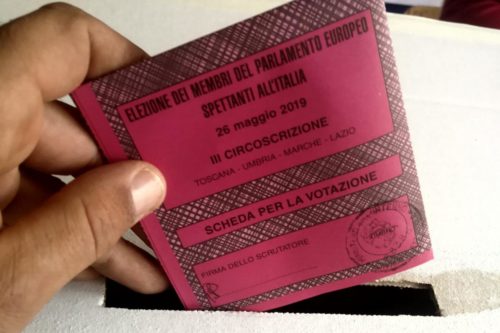 ELEZIONE DEI MEMBRI DEL PARLAMENTO EUROPEO
SPETTANTI ALL'ITALIA
26 maggio 2019
III CIRCOSCRIZIONE
TOSCANA - UMBRIA - MARCHE - LAZIO
SCHEDA PER LA VOTAZIONE
FIRMA DELLO SCRUTATORE